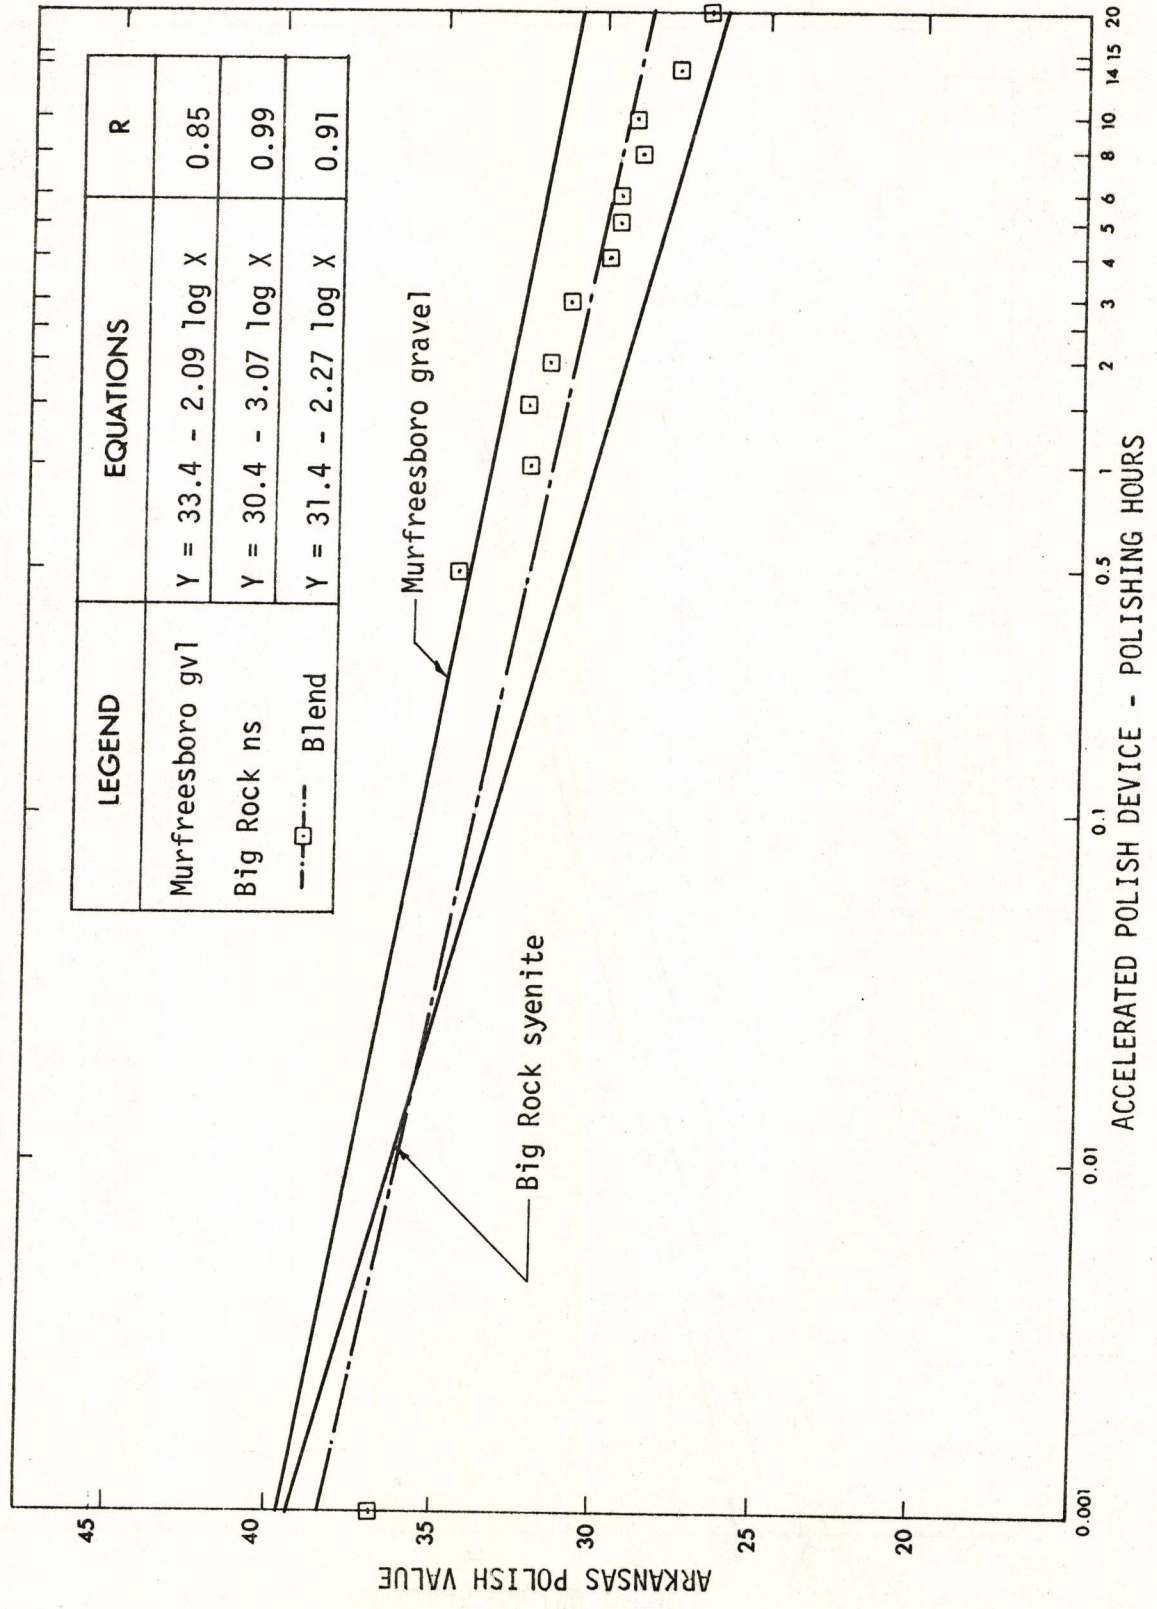 LEGEND EQUATIONS R
Murfreesboro gvl Y = 33.4 - 2.09 log X 0.85
Big Rock ns Y = 30.4 - 3.07 log X 0.99
Blend Y = 31.4 - 2.27 log X 0.91
Murfreesboro gravel
Big Rock syenite
ARKANSAS POLISH VALUE
45
40
35
30
25
20
0.001 0.01 0.1 0.5 1 2 3 4 5 6 8 10 14 15 20
ACCELERATED POLISH DEVICE - POLISHING HOURS